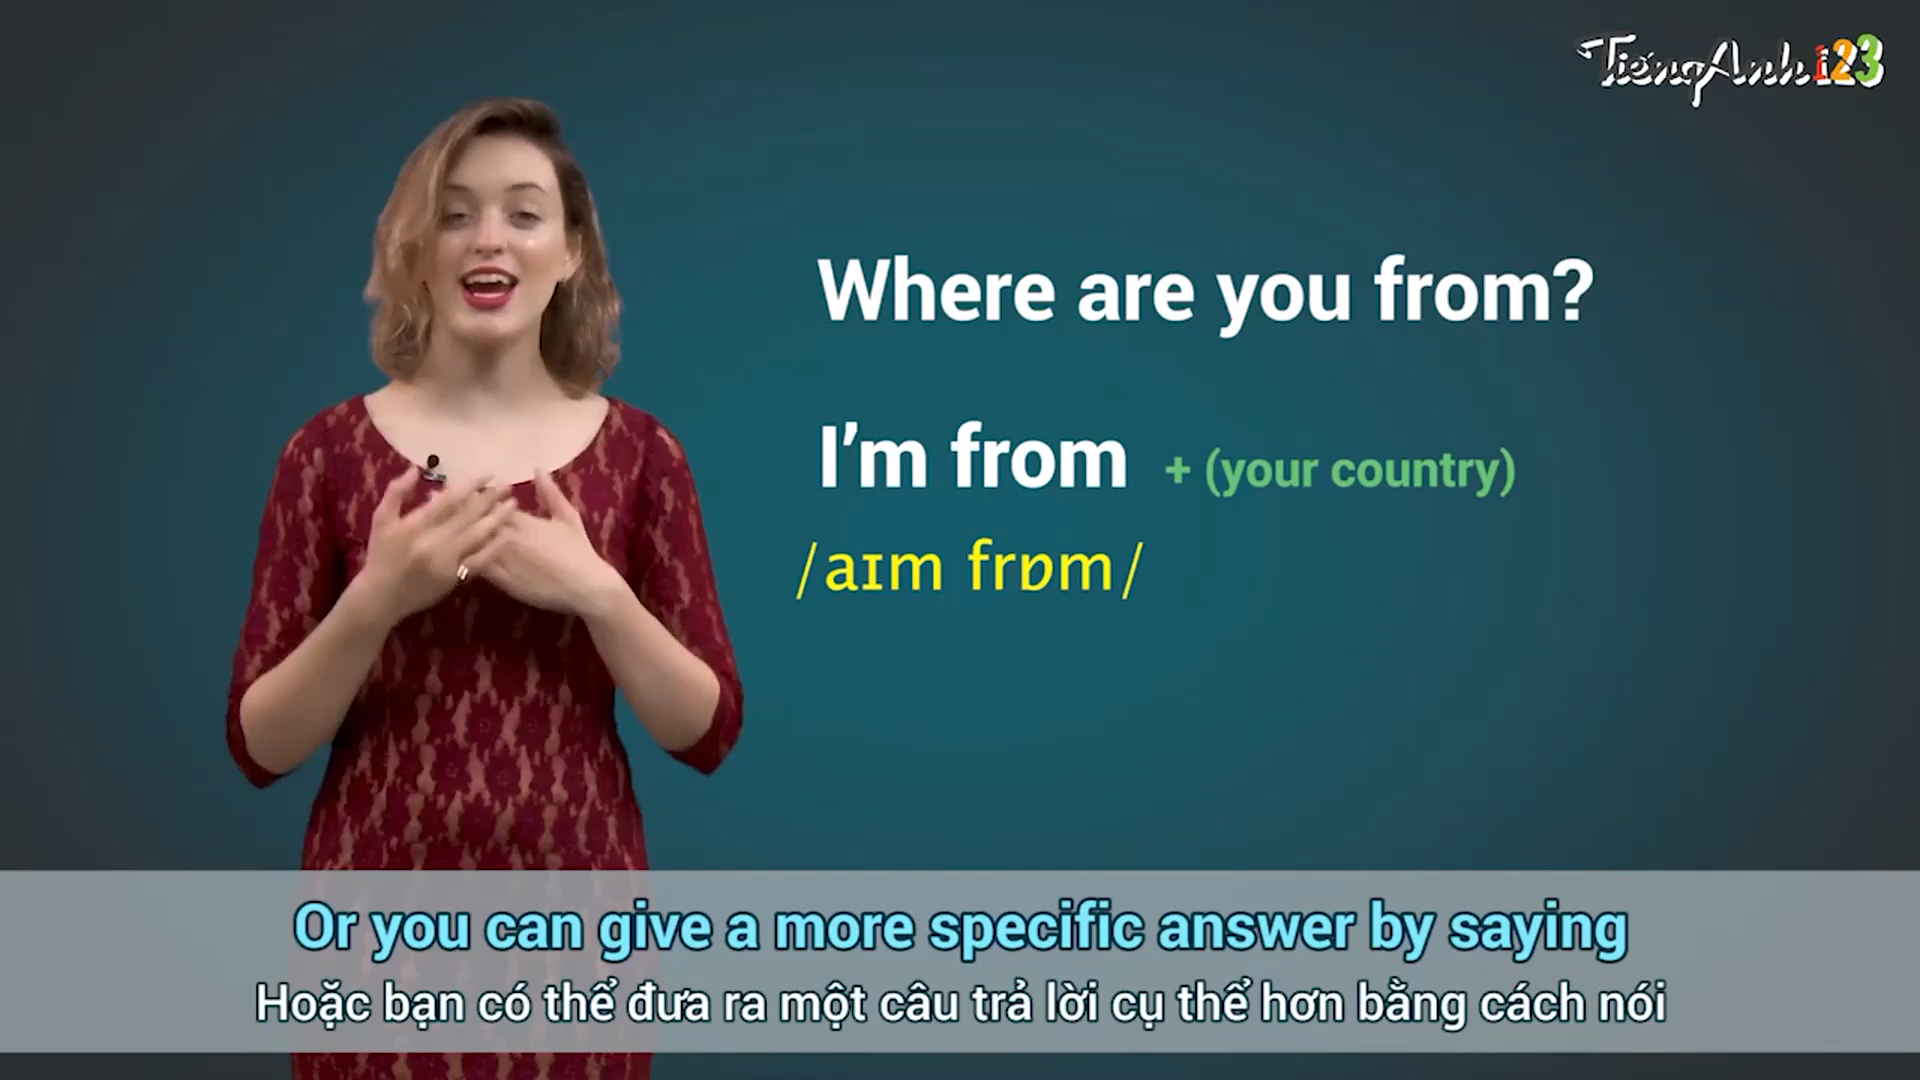 TiếngAnh123
Where are you from?
I'm from + (your country)
/aɪm frɒm/
Or you can give a more specific answer by saying
Hoặc bạn có thể đưa ra một câu trả lời cụ thể hơn bằng cách nói